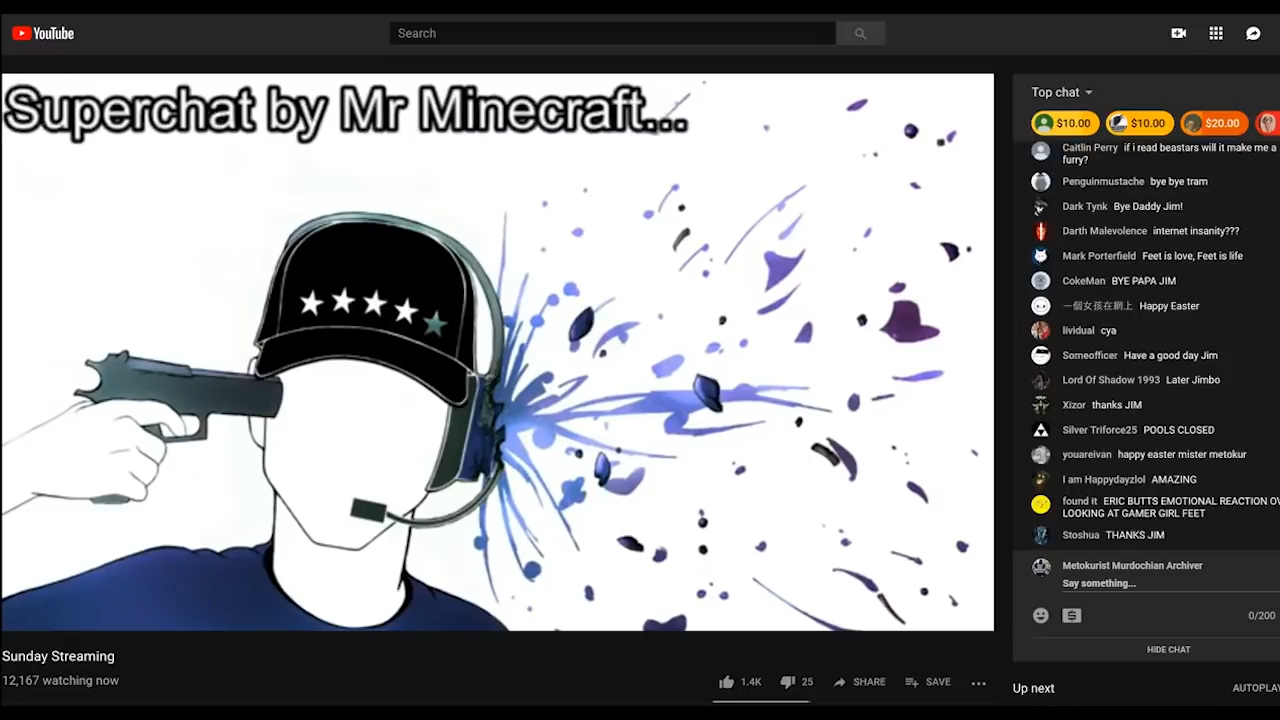 YouTube
Search
Superchat by Mr Minecraft...
Top chat
$10.00
$10.00
$20.00
Caitlin Perry if i read beastars will it make me a
furry?
Penguinmustache bye bye tram
Dark Tynk Bye Daddy Jim!
Darth Malevolence internet insanity???
Mark Porterfield Feet is love, Feet is life
CokeMan BYE PAPA JIM
一個女孩在網上 Happy Easter
lividual cya
Someofficer Have a good day Jim
Lord Of Shadow 1993 Later Jimbo
Xizor thanks JIM
Silver Triforce25 POOLS CLOSED
youareivan happy easter mister metokur
I am Happydayzlol AMAZING
found it ERIC BUTTS EMOTIONAL REACTION OV
LOOKING AT GAMER GIRL FEET
Stoshua THANKS JIM
Metokurist Murdochian Archiver
Say something...
0/200
HIDE CHAT
Sunday Streaming
12,167 watching now
1.4K
25
SHARE
SAVE
Up next
AUTOPLAY